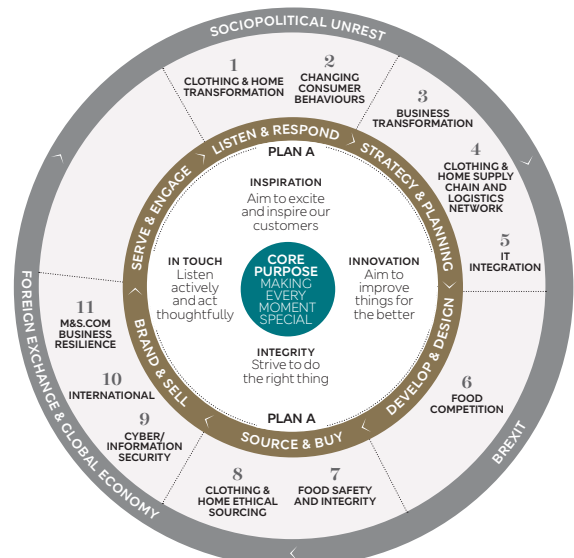 SOCIOPOLITICAL UNREST
1
CLOTHING & HOME
TRANSFORMATION
2
CHANGING
CONSUMER
BEHAVIOURS
3
BUSINESS
TRANSFORMATION
4
CLOTHING &
HOME SUPPLY
CHAIN AND
LOGISTICS
NETWORK
5
IT
INTEGRATION
BREXIT
6
FOOD
COMPETITION
7
FOOD SAFETY
AND INTEGRITY
8
CLOTHING &
HOME ETHICAL
SOURCING
FOREIGN EXCHANGE & GLOBAL ECONOMY
9
CYBER/
INFORMATION
SECURITY
10
INTERNATIONAL
11
M&S.COM
BUSINESS
RESILIENCE
LISTEN & RESPOND
STRATEGY & PLANNING
DEVELOP & DESIGN
SOURCE & BUY
BRAND & SELL
SERVE & ENGAGE
PLAN A
INSPIRATION
Aim to excite
and inspire our
customers
IN TOUCH
Listen
actively
and act
thoughtfully
CORE
PURPOSE
MAKING
EVERY
MOMENT
SPECIAL
INNOVATION
Aim to
improve
things for
the better
INTEGRITY
Strive to do
the right thing
PLAN A